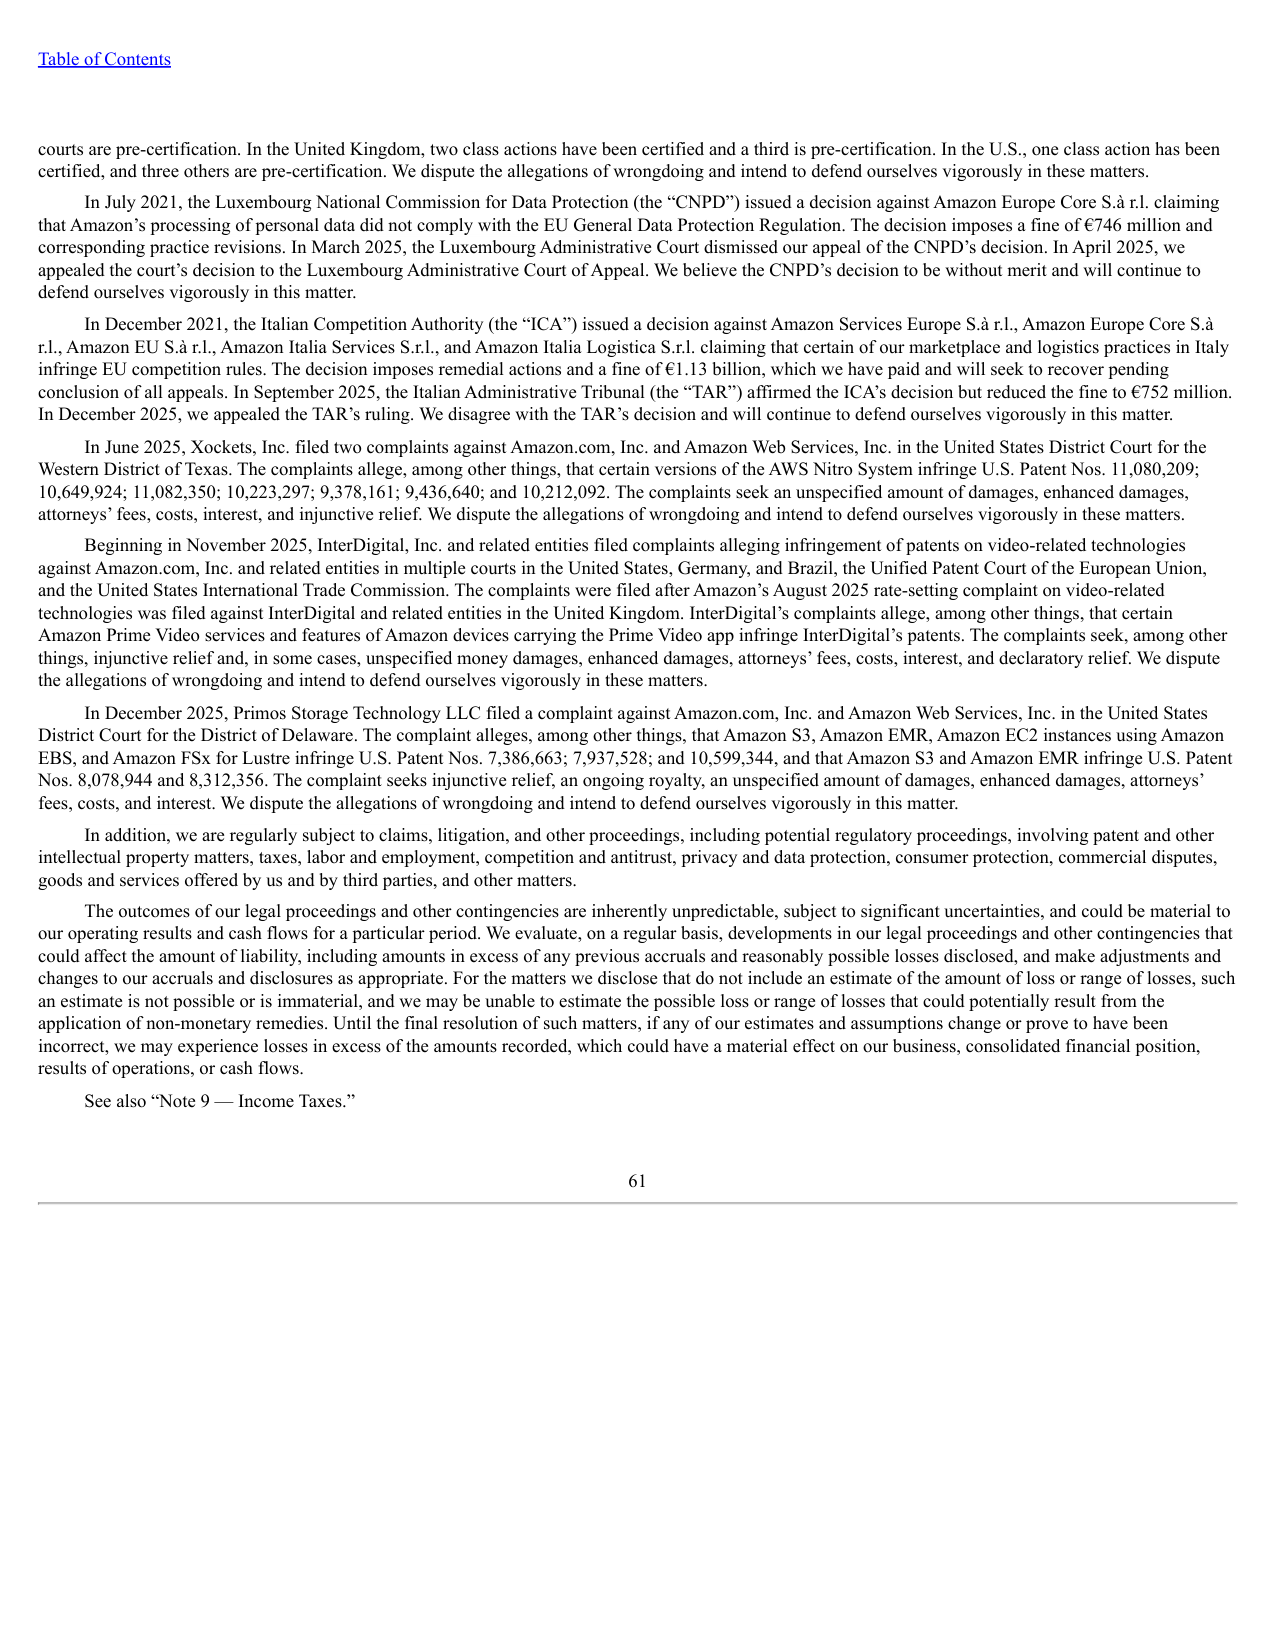 Table of Contents
courts are pre-certification. In the United Kingdom, two class actions have been certified and a third is pre-certification. In the U.S., one class action has been
certified, and three others are pre-certification. We dispute the allegations of wrongdoing and intend to defend ourselves vigorously in these matters.
In July 2021, the Luxembourg National Commission for Data Protection (the “CNPD”) issued a decision against Amazon Europe Core S.à r.l. claiming
that Amazon’s processing of personal data did not comply with the EU General Data Protection Regulation. The decision imposes a fine of €746 million and
corresponding practice revisions. In March 2025, the Luxembourg Administrative Court dismissed our appeal of the CNPD’s decision. In April 2025, we
appealed the court’s decision to the Luxembourg Administrative Court of Appeal. We believe the CNPD’s decision to be without merit and will continue to
defend ourselves vigorously in this matter.
In December 2021, the Italian Competition Authority (the “ICA”) issued a decision against Amazon Services Europe S.à r.l., Amazon Europe Core S.à
r.l., Amazon EU S.à r.l., Amazon Italia Services S.r.l., and Amazon Italia Logistica S.r.l. claiming that certain of our marketplace and logistics practices in Italy
infringe EU competition rules. The decision imposes remedial actions and a fine of €1.13 billion, which we have paid and will seek to recover pending
conclusion of all appeals. In September 2025, the Italian Administrative Tribunal (the “TAR”) affirmed the ICA’s decision but reduced the fine to €752 million.
In December 2025, we appealed the TAR’s ruling. We disagree with the TAR’s decision and will continue to defend ourselves vigorously in this matter.
In June 2025, Xockets, Inc. filed two complaints against Amazon.com, Inc. and Amazon Web Services, Inc. in the United States District Court for the
Western District of Texas. The complaints allege, among other things, that certain versions of the AWS Nitro System infringe U.S. Patent Nos. 11,080,209;
10,649,924; 11,082,350; 10,223,297; 9,378,161; 9,436,640; and 10,212,092. The complaints seek an unspecified amount of damages, enhanced damages,
attorneys’ fees, costs, interest, and injunctive relief. We dispute the allegations of wrongdoing and intend to defend ourselves vigorously in these matters.
Beginning in November 2025, InterDigital, Inc. and related entities filed complaints alleging infringement of patents on video-related technologies
against Amazon.com, Inc. and related entities in multiple courts in the United States, Germany, and Brazil, the Unified Patent Court of the European Union,
and the United States International Trade Commission. The complaints were filed after Amazon’s August 2025 rate-setting complaint on video-related
technologies was filed against InterDigital and related entities in the United Kingdom. InterDigital’s complaints allege, among other things, that certain
Amazon Prime Video services and features of Amazon devices carrying the Prime Video app infringe InterDigital’s patents. The complaints seek, among other
things, injunctive relief and, in some cases, unspecified money damages, enhanced damages, attorneys’ fees, costs, interest, and declaratory relief. We dispute
the allegations of wrongdoing and intend to defend ourselves vigorously in these matters.
In December 2025, Primos Storage Technology LLC filed a complaint against Amazon.com, Inc. and Amazon Web Services, Inc. in the United States
District Court for the District of Delaware. The complaint alleges, among other things, that Amazon S3, Amazon EMR, Amazon EC2 instances using Amazon
EBS, and Amazon FSx for Lustre infringe U.S. Patent Nos. 7,386,663; 7,937,528; and 10,599,344, and that Amazon S3 and Amazon EMR infringe U.S. Patent
Nos. 8,078,944 and 8,312,356. The complaint seeks injunctive relief, an ongoing royalty, an unspecified amount of damages, enhanced damages, attorneys’
fees, costs, and interest. We dispute the allegations of wrongdoing and intend to defend ourselves vigorously in this matter.
In addition, we are regularly subject to claims, litigation, and other proceedings, including potential regulatory proceedings, involving patent and other
intellectual property matters, taxes, labor and employment, competition and antitrust, privacy and data protection, consumer protection, commercial disputes,
goods and services offered by us and by third parties, and other matters.
The outcomes of our legal proceedings and other contingencies are inherently unpredictable, subject to significant uncertainties, and could be material to
our operating results and cash flows for a particular period. We evaluate, on a regular basis, developments in our legal proceedings and other contingencies that
could affect the amount of liability, including amounts in excess of any previous accruals and reasonably possible losses disclosed, and make adjustments and
changes to our accruals and disclosures as appropriate. For the matters we disclose that do not include an estimate of the amount of loss or range of losses, such
an estimate is not possible or is immaterial, and we may be unable to estimate the possible loss or range of losses that could potentially result from the
application of non-monetary remedies. Until the final resolution of such matters, if any of our estimates and assumptions change or prove to have been
incorrect, we may experience losses in excess of the amounts recorded, which could have a material effect on our business, consolidated financial position,
results of operations, or cash flows.
See also “Note 9 — Income Taxes.”
61